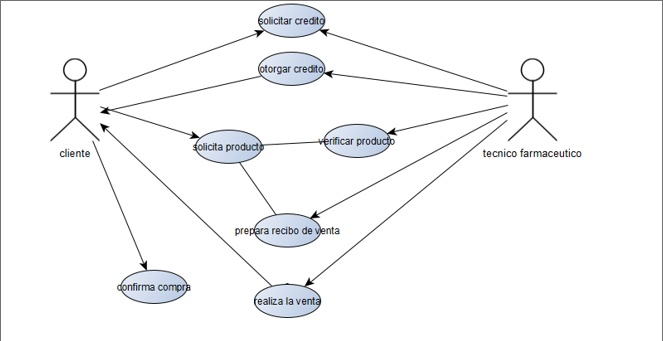 solicitar credito
otorgar credito
cliente
solicita producto
verificar producto
tecnico farmaceutico
prepara recibo de venta
confirma compra
realiza la venta